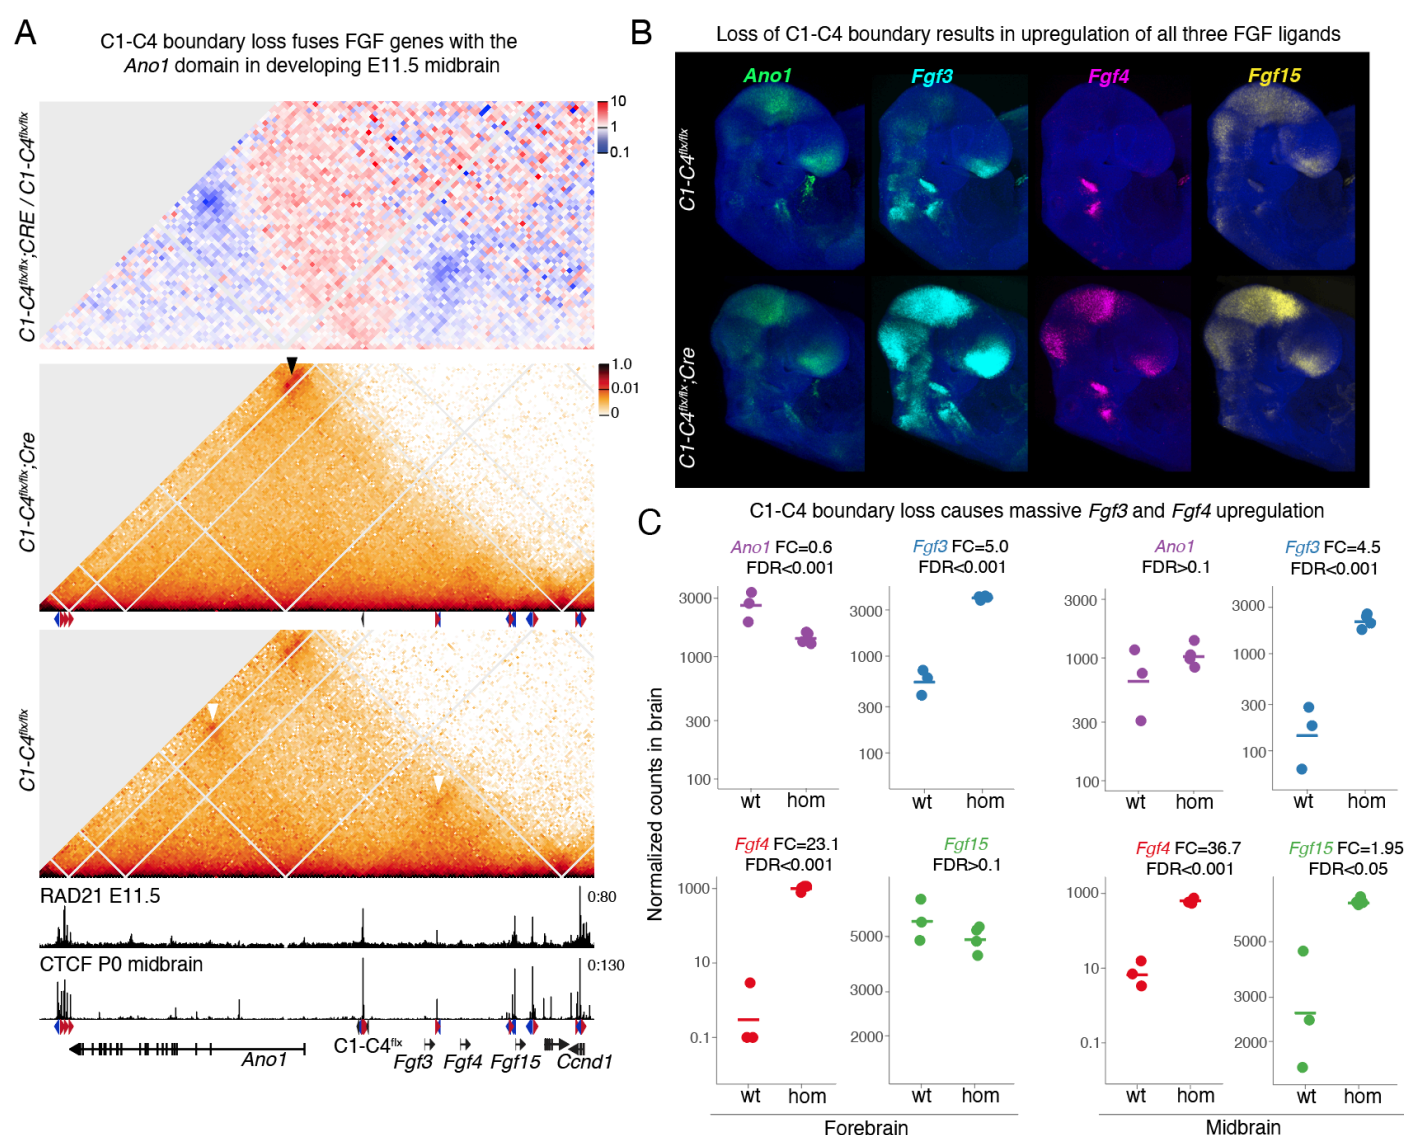 A
C1-C4 boundary loss fuses FGF genes with the
Ano1 domain in developing E11.5 midbrain
C1-C4flx/flx;CRE / C1-C4flx/flx
10
1
0.1
C1-C4flx/flx;Cre
1.0
0.01
0
C1-C4flx/flx
RAD21 E11.5
0:80
CTCF P0 midbrain
0:130
Ano1
C1-C4flx
Fgf3
Fgf4
Fgf15
Ccnd1
B
Loss of C1-C4 boundary results in upregulation of all three FGF ligands
Ano1
Fgf3
Fgf4
Fgf15
C1-C4flx/flx
C1-C4flx/flx;Cre
C
C1-C4 boundary loss causes massive Fgf3 and Fgf4 upregulation
Normalized counts in brain
Ano1 FC=0.6
FDR<0.001
3000
1000
300
100
wt hom
Fgf3 FC=5.0
FDR<0.001
3000
1000
300
100
wt hom
Ano1
FDR>0.1
3000
1000
300
100
wt hom
Fgf3 FC=4.5
FDR<0.001
3000
1000
300
100
wt hom
Fgf4 FC=23.1
FDR<0.001
1000
10
0.1
wt hom
Fgf15
FDR>0.1
5000
3000
2000
wt hom
Fgf4 FC=36.7
FDR<0.001
1000
10
0.1
wt hom
Fgf15 FC=1.95
FDR<0.05
5000
3000
2000
wt hom
Forebrain
Midbrain